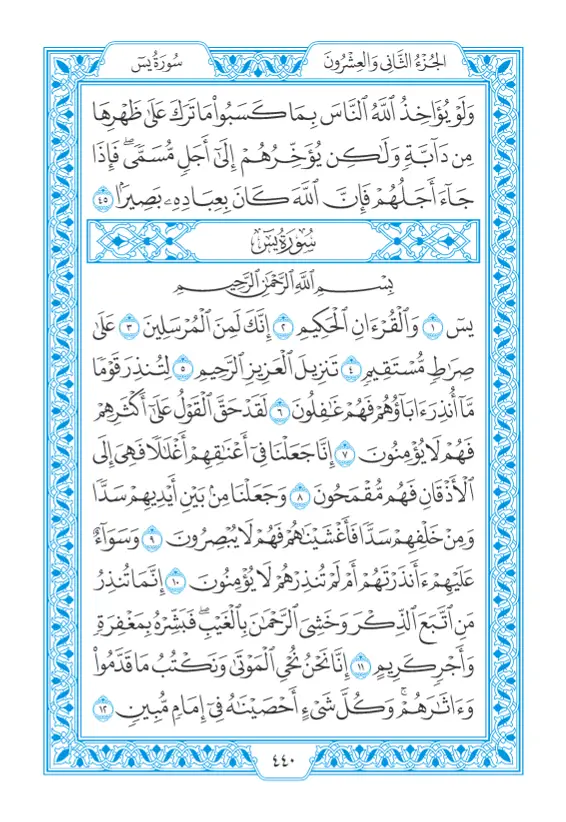 الجُزْءُ الثَّانِي وَالعِشْرُونَ
سُورَةُ يسٓ
وَلَوْ يُؤَاخِذُ ٱللَّهُ ٱلنَّاسَ بِمَا كَسَبُوا۟ مَا تَرَكَ عَلَىٰ ظَهْرِهَا
مِن دَآبَّةٍ وَلَٰكِن يُؤَخِّرُهُمْ إِلَىٰٓ أَجَلٍ مُّسَمًّى ۖ فَإِذَا
جَآءَ أَجَلُهُمْ فَإِنَّ ٱللَّهَ كَانَ بِعِبَادِهِۦ بَصِيرًۢا ٤٥
سُورَةُ يسٓ
بِسْمِ ٱللَّهِ ٱلرَّحْمَٰنِ ٱلرَّحِيمِ
يسٓ ١ وَٱلْقُرْءَانِ ٱلْحَكِيمِ ٢ إِنَّكَ لَمِنَ ٱلْمُرْسَلِينَ ٣ عَلَىٰ
صِرَٰطٍ مُّسْتَقِيمٍ ٤ تَنزِيلَ ٱلْعَزِيزِ ٱلرَّحِيمِ ٥ لِتُنذِرَ قَوْمًا
مَّآ أُنذِرَ ءَابَآؤُهُمْ فَهُمْ غَٰفِلُونَ ٦ لَقَدْ حَقَّ ٱلْقَوْلُ عَلَىٰٓ أَكْثَرِهِمْ
فَهُمْ لَا يُؤْمِنُونَ ٧ إِنَّا جَعَلْنَا فِىٓ أَعْنَٰقِهِمْ أَغْلَٰلًا فَهِىَ إِلَى
ٱلْأَذْقَانِ فَهُم مُّقْمَحُونَ ٨ وَجَعَلْنَا مِنۢ بَيْنِ أَيْدِيهِمْ سَدًّا
وَمِنْ خَلْفِهِمْ سَدًّا فَأَغْشَيْنَٰهُمْ فَهُمْ لَا يُبْصِرُونَ ٩ وَسَوَآءٌ
عَلَيْهِمْ ءَأَنذَرْتَهُمْ أَمْ لَمْ تُنذِرْهُمْ لَا يُؤْمِنُونَ ١٠ إِنَّمَا تُنذِرُ
مَنِ ٱتَّبَعَ ٱلذِّكْرَ وَخَشِىَ ٱلرَّحْمَٰنَ بِٱلْغَيْبِ ۖ فَبَشِّرْهُ بِمَغْفِرَةٍ
وَأَجْرٍ كَرِيمٍ ١١ إِنَّا نَحْنُ نُحْىِ ٱلْمَوْتَىٰ وَنَكْتُبُ مَا قَدَّمُوا۟
وَءَاثَٰرَهُمْ ۚ وَكُلَّ شَىْءٍ أَحْصَيْنَٰهُ فِىٓ إِمَامٍ مُّبِينٍ ١٢
٤٤٠